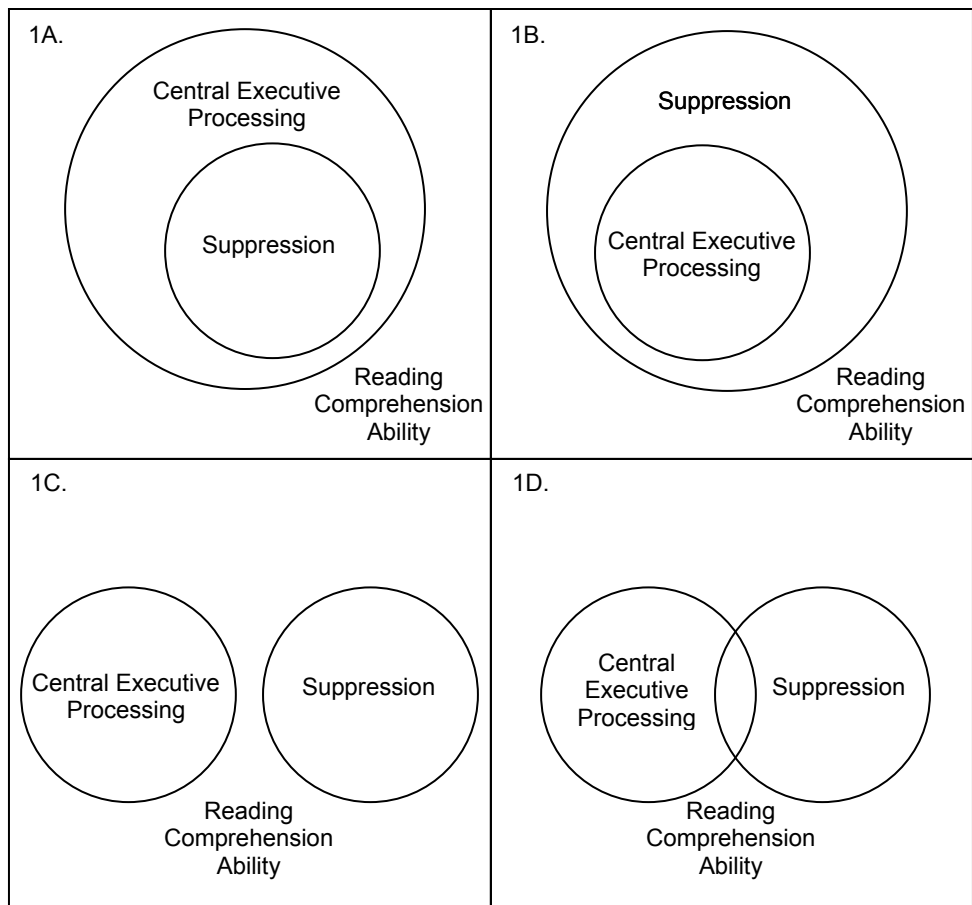 1A.
Central Executive
Processing
Suppression
Reading
Comprehension
Ability
1B.
Suppression
Central Executive
Processing
Reading
Comprehension
Ability
1C.
Central Executive
Processing
Suppression
Reading
Comprehension
Ability
1D.
Central
Executive
Processing
Suppression
Reading
Comprehension
Ability